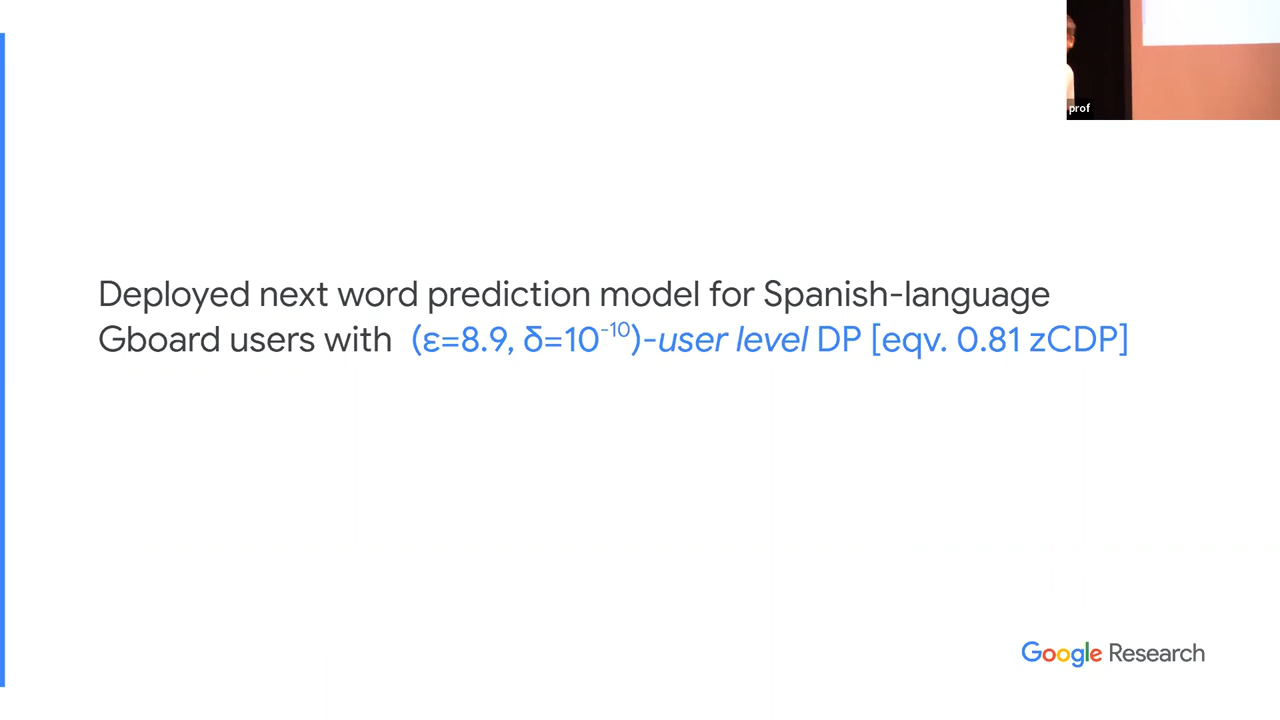 prof
Deployed next word prediction model for Spanish-language
Gboard users with (ε=8.9, δ=10⁻¹⁰)-user level DP [eqv. 0.81 zCDP]
Google Research